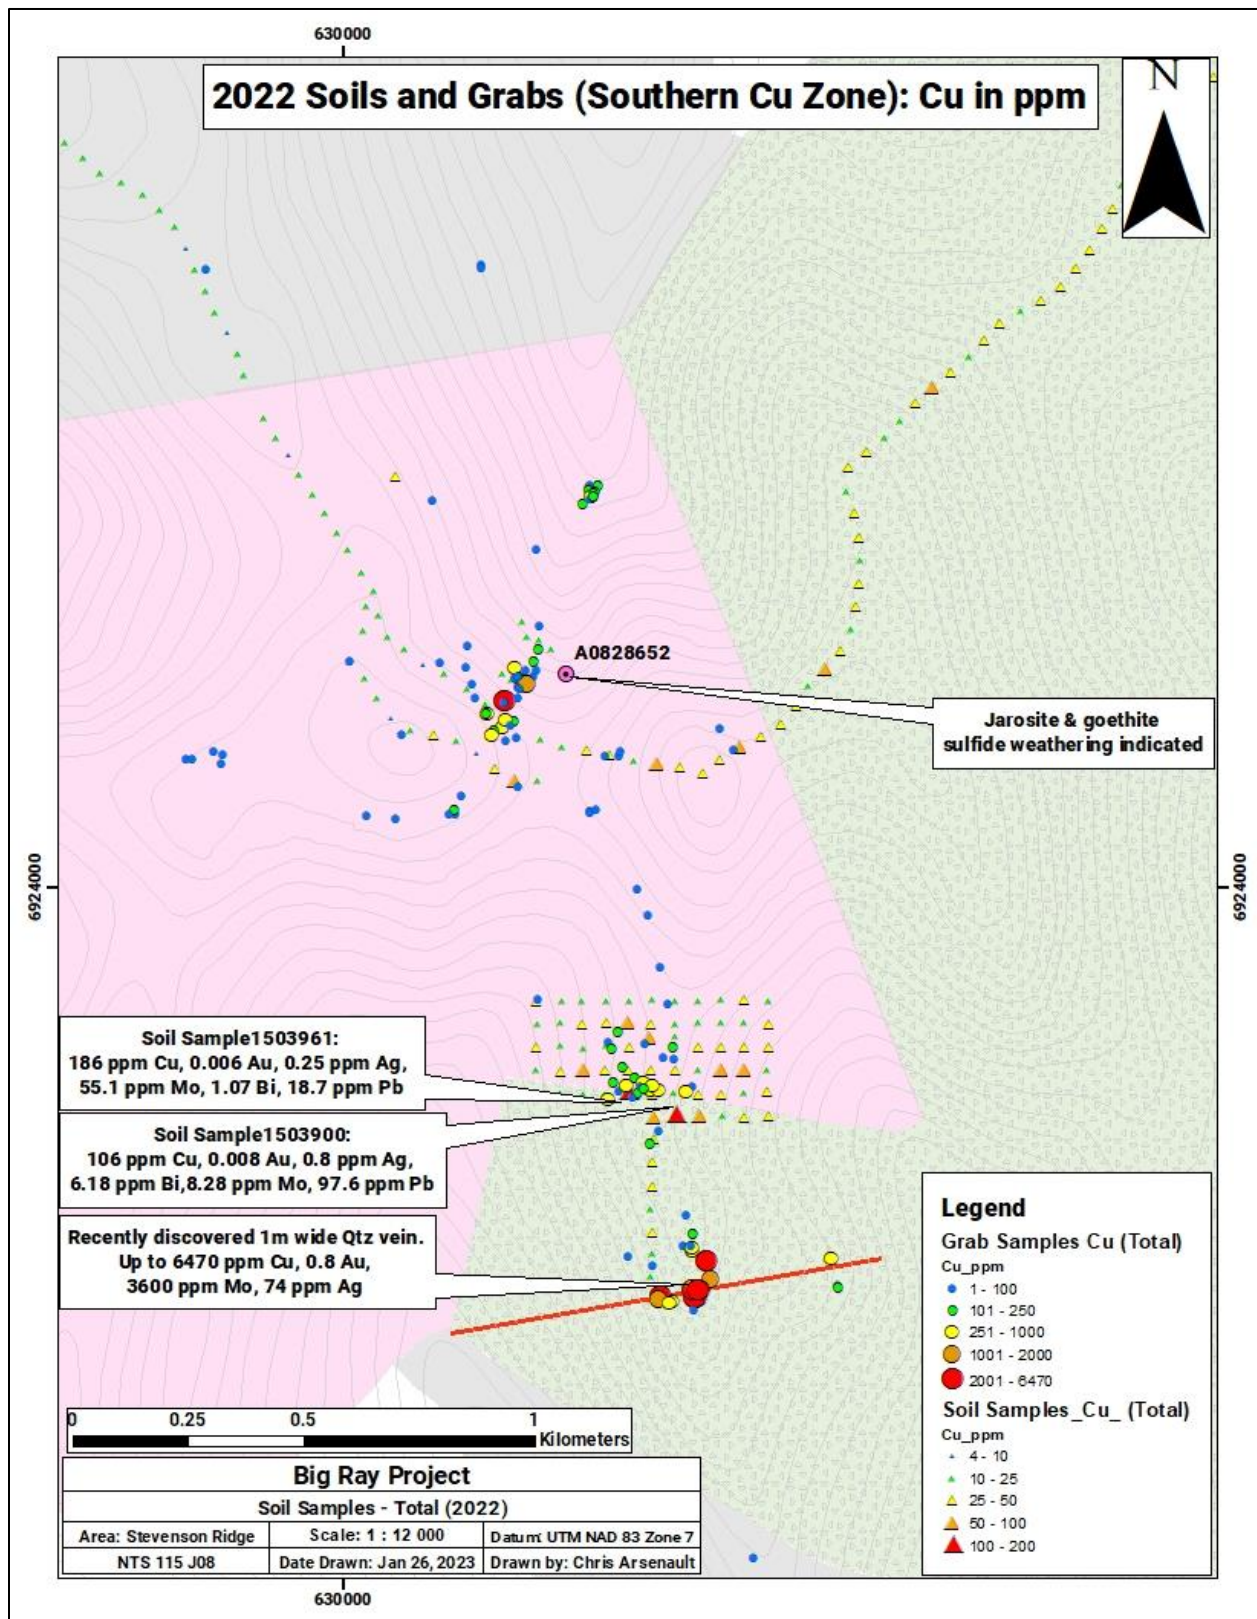 630000
2022 Soils and Grabs (Southern Cu Zone): Cu in ppm
N
A0828652
Jarosite & goethite
sulfide weathering indicated
6924000
6924000
Soil Sample1503961:
186 ppm Cu, 0.006 Au, 0.25 ppm Ag,
55.1 ppm Mo, 1.07 Bi, 18.7 ppm Pb
Soil Sample1503900:
106 ppm Cu, 0.008 Au, 0.8 ppm Ag,
6.18 ppm Bi,8.28 ppm Mo, 97.6 ppm Pb
Recently discovered 1m wide Qtz vein.
Up to 6470 ppm Cu, 0.8 Au,
3600 ppm Mo, 74 ppm Ag
Legend
Grab Samples Cu (Total)
Cu_ppm
1 - 100
101 - 250
251 - 1000
1001 - 2000
2001 - 6470
Soil Samples_Cu_ (Total)
Cu_ppm
4 - 10
10 - 25
25 - 50
50 - 100
100 - 200
0 0.25 0.5 1
Kilometers
Big Ray Project
Soil Samples - Total (2022)
Area: Stevenson Ridge Scale: 1 : 12 000 Datum: UTM NAD 83 Zone 7
NTS 115 J08 Date Drawn: Jan 26, 2023 Drawn by: Chris Arsenault
630000